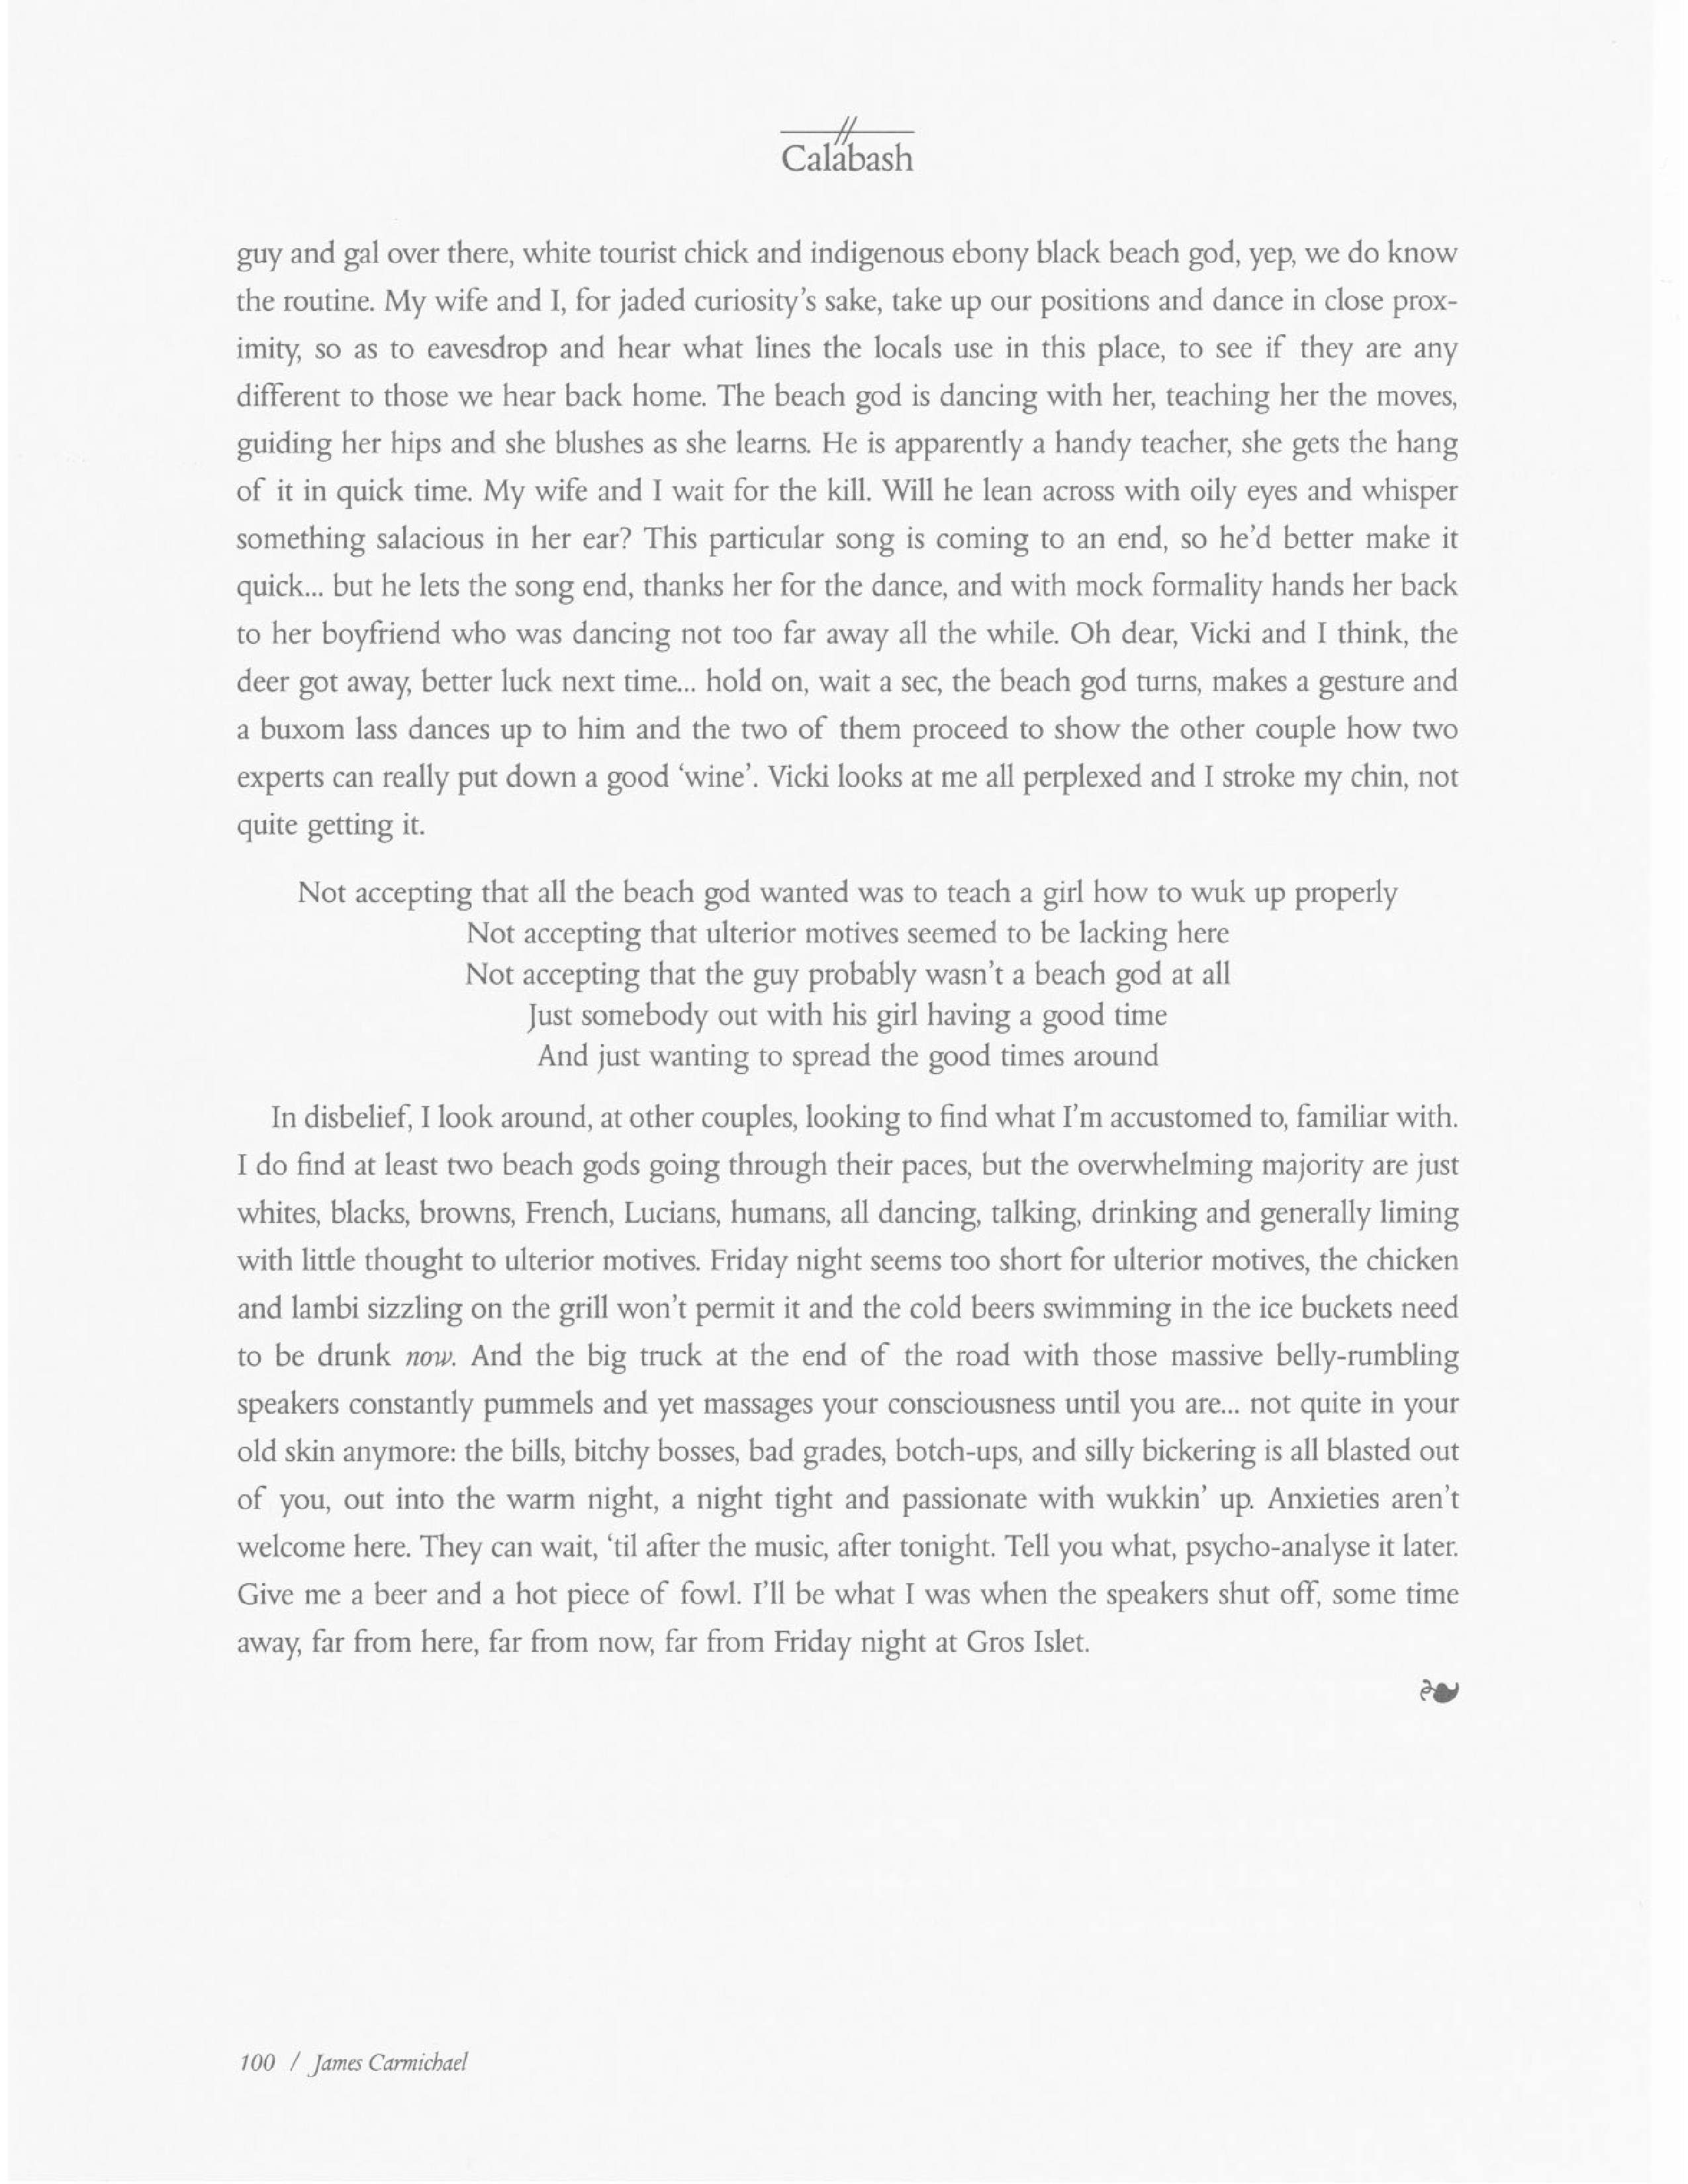 Calabash
guy and gal over there, white tourist chick and indigenous ebony black beach god, yep, we do know
the routine. My wife and I, for jaded curiosity's sake, take up our positions and dance in close prox-
imity, so as to eavesdrop and hear what lines the locals use in this place, to see if they are any
different to those we hear back home. The beach god is dancing with her, teaching her the moves,
guiding her hips and she blushes as she learns. He is apparently a handy teacher, she gets the hang
of it in quick time. My wife and I wait for the kill. Will he lean across with oily eyes and whisper
something salacious in her ear? This particular song is coming to an end, so he'd better make it
quick... but he lets the song end, thanks her for the dance, and with mock formality hands her back
to her boyfriend who was dancing not too far away all the while. Oh dear, Vicki and I think, the
deer got away, better luck next time... hold on, wait a sec, the beach god turns, makes a gesture and
a buxom lass dances up to him and the two of them proceed to show the other couple how two
experts can really put down a good ‘wine’. Vicki looks at me all perplexed and I stroke my chin, not
quite getting it.
Not accepting that all the beach god wanted was to teach a girl how to wuk up properly
Not accepting that ulterior motives seemed to be lacking here
Not accepting that the guy probably wasn't a beach god at all
Just somebody out with his girl having a good time
And just wanting to spread the good times around
In disbelief, I look around, at other couples, looking to find what I'm accustomed to, familiar with.
I do find at least two beach gods going through their paces, but the overwhelming majority are just
whites, blacks, browns, French, Lucians, humans, all dancing, talking, drinking and generally liming
with little thought to ulterior motives. Friday night seems too short for ulterior motives, the chicken
and lambi sizzling on the grill won't permit it and the cold beers swimming in the ice buckets need
to be drunk now. And the big truck at the end of the road with those massive belly-rumbling
speakers constantly pummels and yet massages your consciousness until you are... not quite in your
old skin anymore: the bills, bitchy bosses, bad grades, botch-ups, and silly bickering is all blasted out
of you, out into the warm night, a night tight and passionate with wukkin’ up. Anxieties aren't
welcome here. They can wait, ‘til after the music, after tonight. Tell you what, psycho-analyse it later.
Give me a beer and a hot piece of fowl. I'll be what I was when the speakers shut off, some time
away, far from here, far from now, far from Friday night at Gros Islet.
100 / James Carmichael